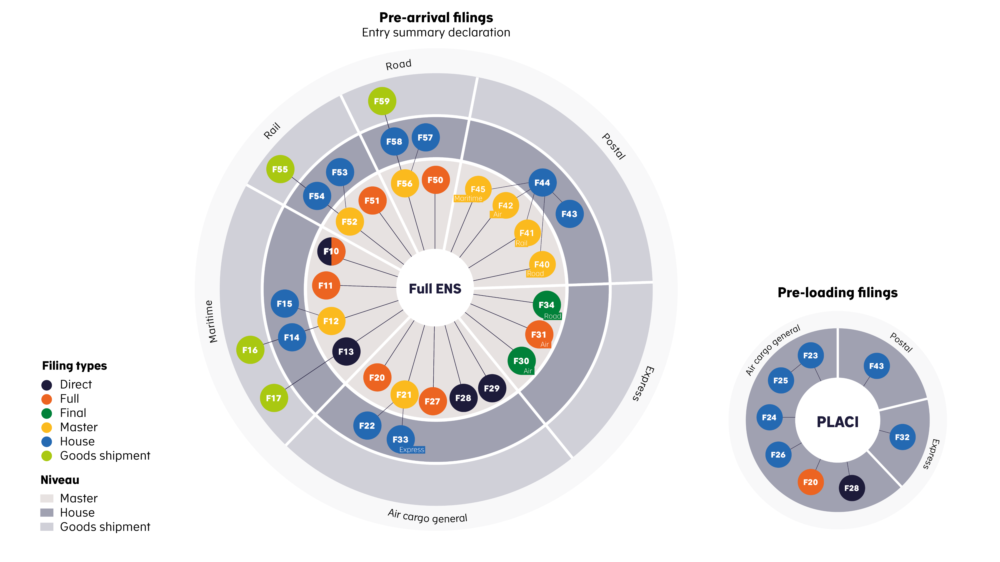 Pre-arrival filings
Entry summary declaration
Road
Rail
Postal
Maritime
Express
Air cargo general
F59
F58
F57
F56
F50
F55
F53
F54
F51
F52
F45
Maritime
F42
Air
F44
F43
F41
Rail
F40
Road
F10
F11
F15
F12
F14
F16
F13
F17
Full ENS
F34
Road
F31
Air
F30
Air
F20
F21
F27
F28
F29
F22
F33
Express
Filing types
Direct
Full
Final
Master
House
Goods shipment
Niveau
Master
House
Goods shipment
Pre-loading filings
Air cargo general
Postal
Express
F23
F43
F25
F24
PLACI
F32
F26
F20
F28